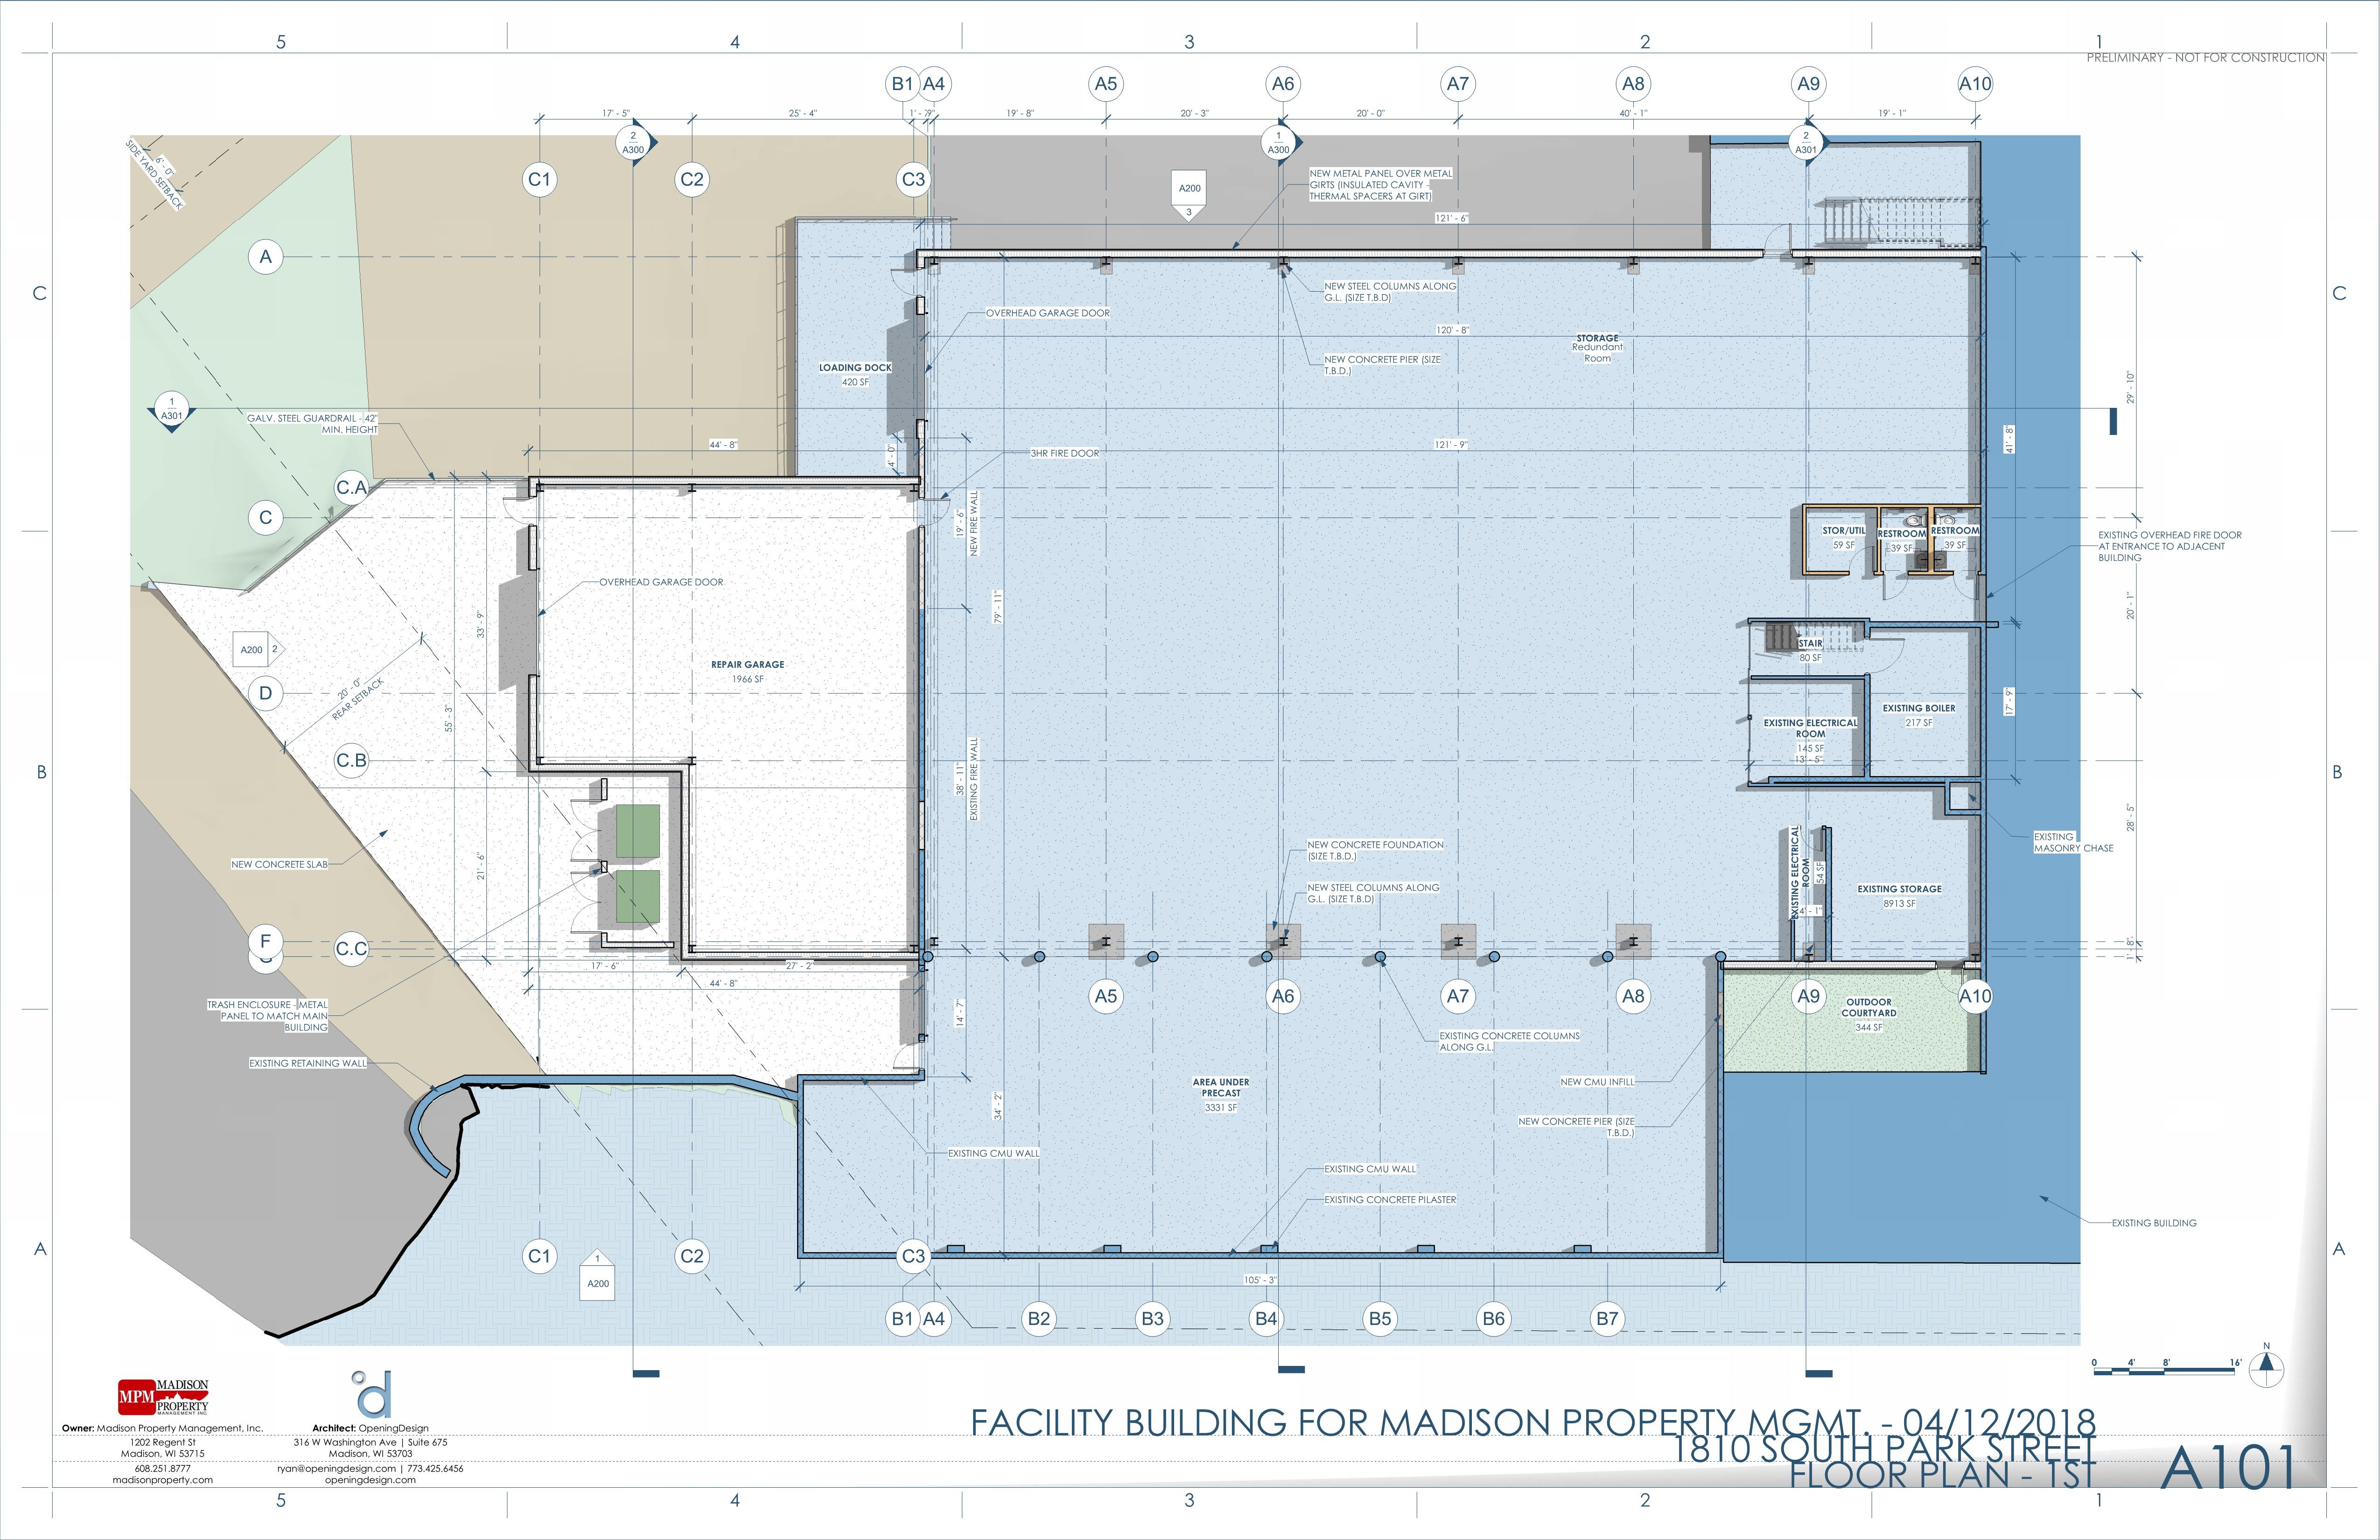 5
4
3
2
1
PRELIMINARY - NOT FOR CONSTRUCTION
B1
A4
A5
A6
A7
A8
A9
A10
17' - 5"
25' - 4"
19' - 8"
20' - 3"
20' - 0"
40' - 1"
19' - 1"
2
A300
1
A300
2
A301
C1
C2
C3
6' - 0"
SIDE YARD SETBACK
A200
3
NEW METAL PANEL OVER METAL
GIRTS (INSULATED CAVITY -
THERMAL SPACERS AT GIRT)
121' - 6"
A
C
C
NEW STEEL COLUMNS ALONG
G.L. (SIZE T.B.D)
OVERHEAD GARAGE DOOR
120' - 8"
STORAGE
Redundant
Room
NEW CONCRETE PIER (SIZE
T.B.D.)
LOADING DOCK
420 SF
29' - 10"
1
A301
GALV. STEEL GUARDRAIL - 42"
MIN. HEIGHT
44' - 8"
4' - 0"
121' - 9"
41' - 8"
3HR FIRE DOOR
C.A
C
19' - 6"
NEW FIRE WALL
STOR/UTIL
59 SF
RESTROOM
39 SF
RESTROOM
39 SF
EXISTING OVERHEAD FIRE DOOR
AT ENTRANCE TO ADJACENT
BUILDING
OVERHEAD GARAGE DOOR
33' - 9"
79' - 11"
20' - 1"
A200
2
STAIR
80 SF
REPAIR GARAGE
1966 SF
D
20' - 0"
REAR SETBACK
55' - 3"
17' - 9"
EXISTING ELECTRICAL
ROOM
145 SF
13' - 5"
EXISTING BOILER
217 SF
C.B
B
B
38' - 11"
EXISTING FIRE WALL
28' - 5"
EXISTING
MASONRY CHASE
NEW CONCRETE SLAB
21' - 6"
NEW CONCRETE FOUNDATION
(SIZE T.B.D.)
NEW STEEL COLUMNS ALONG
G.L. (SIZE T.B.D)
EXISTING ELECTRICAL
ROOM
54 SF
4' - 1"
EXISTING STORAGE
8913 SF
F
C.C
1' - 8"
17' - 6"
27' - 2"
44' - 8"
A5
A6
A7
A8
A9
A10
OUTDOOR
COURTYARD
344 SF
TRASH ENCLOSURE - METAL
PANEL TO MATCH MAIN
BUILDING
14' - 7"
EXISTING CONCRETE COLUMNS
ALONG G.L.
EXISTING RETAINING WALL
AREA UNDER
PRECAST
3331 SF
NEW CMU INFILL
34' - 2"
NEW CONCRETE PIER (SIZE
T.B.D.)
EXISTING CMU WALL
EXISTING CMU WALL
EXISTING CONCRETE PILASTER
EXISTING BUILDING
A
A
C1
C2
C3
1
A200
105' - 3"
B1
A4
B2
B3
B4
B5
B6
B7
N
0
4'
8'
16'
MPM
MADISON
PROPERTY
MANAGEMENT INC
d
Owner: Madison Property Management, Inc.
1202 Regent St
Madison, WI 53715
608.251.8777
madisonproperty.com
Architect: OpeningDesign
316 W Washington Ave | Suite 675
Madison, WI 53703
ryan@openingdesign.com | 773.425.6456
openingdesign.com
FACILITY BUILDING FOR MADISON PROPERTY MGMT. - 04/12/2018
1810 SOUTH PARK STREET
FLOOR PLAN - 1ST
A101
5
4
3
2
1